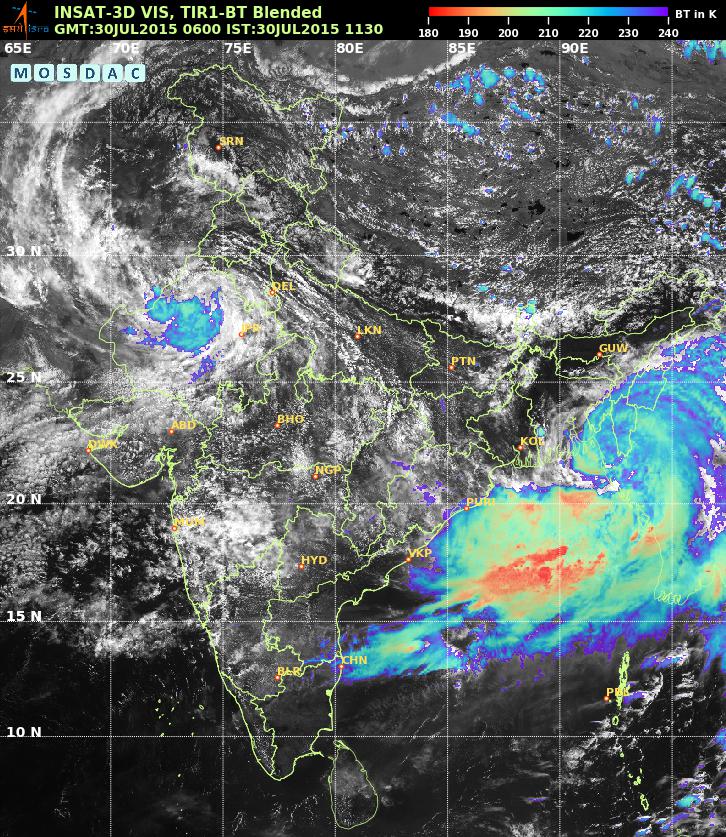 INSAT-3D VIS, TIR1-BT Blended
GMT:30JUL2015 0600 IST:30JUL2015 1130
BT in K
180 190 200 210 220 230 240
65E 70E 75E 80E 85E 90E
MOSDAC
SRN
30 N
DEL
JPR
LKN
GUW
PTN
25 N
BHO
ABD
DWK
KOL
NGP
20 N
PURI
MUM
VKP
HYD
15 N
CHN
BLR
PBL
10 N